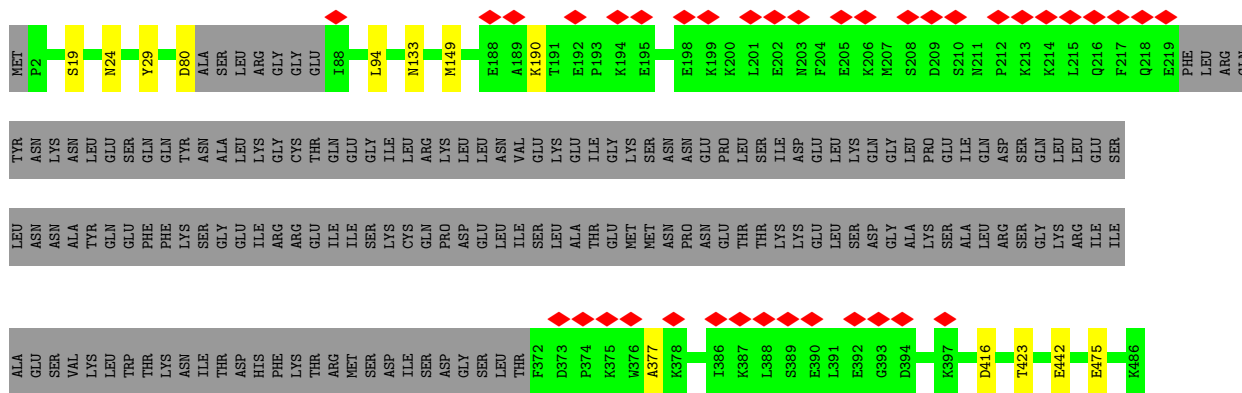 MET P2 S19 N24 Y29 D80 ALA SER LEU ARG GLY GLY GLU I88 L94 N133 M149 E188 A189 K190 T191 E192 P193 K194 E195 E198 K199 K200 L201 E202 N203 F204 E205 K206 M207 S208 D209 S210 N211 P212 K213 K214 L215 Q216 F217 Q218 E219 PHE LEU ARG GLN
TYR ASN LYS ASN LEU GLU SER GLN GLN TYR ASN ALA LEU LYS GLY CYS THR GLN GLU GLY ILE LEU ARG LYS LEU LEU ASN VAL GLU LYS GLU ILE GLY LYS SER ASN ASN GLU PRO LEU SER ILE ASP GLU LEU LYS GLN GLY LEU PRO GLU ILE GLN ASP SER GLN LEU LEU GLU SER
LEU ASN ASN ALA TYR GLN GLU PHE PHE LYS SER GLY GLU ILE ARG ARG GLU ILE ILE SER LYS CYS GLN PRO ASP GLU LEU ILE SER LEU ALA THR GLU MET MET ASN PRO ASN GLU THR THR LYS LYS GLU LEU SER ASP GLY ALA LYS SER ALA LEU ARG SER GLY LYS ARG ILE ILE
ALA GLU SER VAL LYS LEU TRP THR LYS ASN ILE THR ASP HIS PHE LYS THR ARG MET SER ASP ILE SER ASP GLY SER LEU THR F372 D373 P374 K375 W376 A377 K378 I386 K387 L388 S389 E390 L391 E392 G393 D394 K397 D416 T423 E442 E475 K486